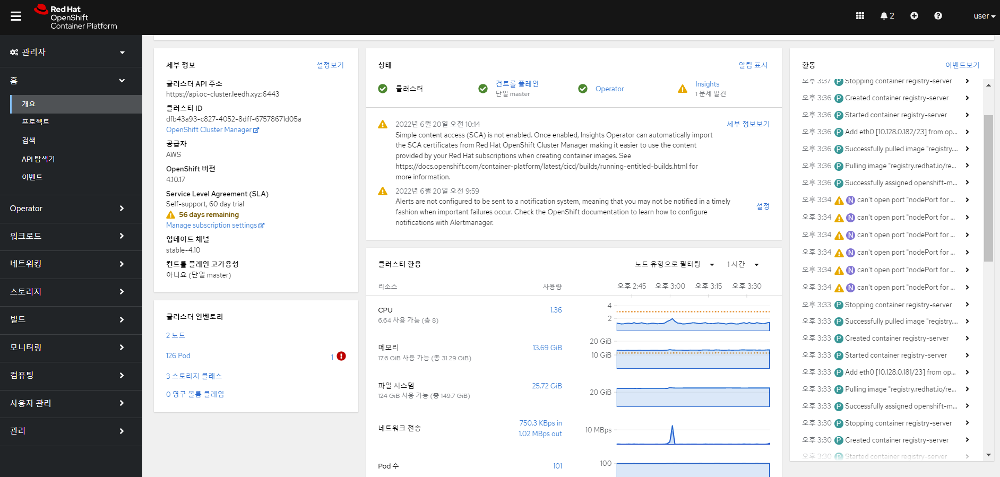 Red Hat
OpenShift
Container Platform
2
user
관리자
홈
개요
프로젝트
검색
API 탐색기
이벤트
Operator
워크로드
네트워킹
스토리지
빌드
모니터링
컴퓨팅
사용자 관리
관리
세부 정보
설정보기
클러스터 API 주소
https://api.oc-cluster.leedh.xyz:6443
클러스터 ID
dfb43a93-c827-4052-8dff-67578671d05a
OpenShift Cluster Manager
공급자
AWS
OpenShift 버전
4.10.17
Service Level Agreement (SLA)
Self-support, 60 day trial
56 days remaining
Manage subscription settings
업데이트 채널
stable-4.10
컨트롤 플레인 고가용성
아니요 (단일 master)
클러스터 인벤토리
2 노드
126 Pod
1
3 스토리지 클래스
0 영구 볼륨 클레임
상태
알림 표시
클러스터
컨트롤 플레인
단일 master
Operator
Insights
1 문제 발견
2022년 6월 20일 오전 10:14
세부 정보보기
Simple content access (SCA) is not enabled. Once enabled, Insights Operator can automatically import
the SCA certificates from Red Hat OpenShift Cluster Manager making it easier to use the content
provided by your Red Hat subscriptions when creating container images. See
https://docs.openshift.com/container-platform/latest/cicd/builds/running-entitled-builds.html for
more information.
2022년 6월 20일 오전 9:59
Alerts are not configured to be sent to a notification system, meaning that you may not be notified in a timely
fashion when important failures occur. Check the OpenShift documentation to learn how to configure
notifications with Alertmanager.
설정
클러스터 활용
노드 유형으로 필터링
1 시간
리소스
사용량
오후 2:45 오후 3:00 오후 3:15 오후 3:30
CPU
6.64 사용 가능 (총 8)
1.36
4
2
메모리
17.6 GiB 사용 가능 (총 31.29 GiB)
13.69 GiB
20 GiB
10 GiB
파일 시스템
124 GiB 사용 가능 (총 149.7 GiB)
25.72 GiB
20 GiB
네트워크 전송
750.3 KBps in
1.02 MBps out
10 MBps
Pod 수
101
100
활동
이벤트보기
오후 3:37 P Stopping container registry-server
오후 3:36 P Created container registry-server
오후 3:36 P Started container registry-server
오후 3:36 P Add eth0 [10.128.0.182/23] from op...
오후 3:36 P Successfully pulled image "registry....
오후 3:36 P Pulling image "registry.redhat.io/re...
오후 3:36 P Successfully assigned openshift-m...
오후 3:34 N can't open port "nodePort for ...
오후 3:34 N can't open port "nodePort for ...
오후 3:34 N can't open port "nodePort for ...
오후 3:34 N can't open port "nodePort for ...
오후 3:34 N can't open port "nodePort for ...
오후 3:34 N can't open port "nodePort for ...
오후 3:33 P Stopping container registry-server
오후 3:33 P Successfully pulled image "registry....
오후 3:33 P Created container registry-server
오후 3:33 P Started container registry-server
오후 3:33 P Add eth0 [10.128.0.181/23] from op...
오후 3:33 P Pulling image "registry.redhat.io/re...
오후 3:33 P Successfully assigned openshift-m...
오후 3:30 P Stopping container registry-server
오후 3:30 P Created container registry-server
오후 3:30 P Started container registry-server